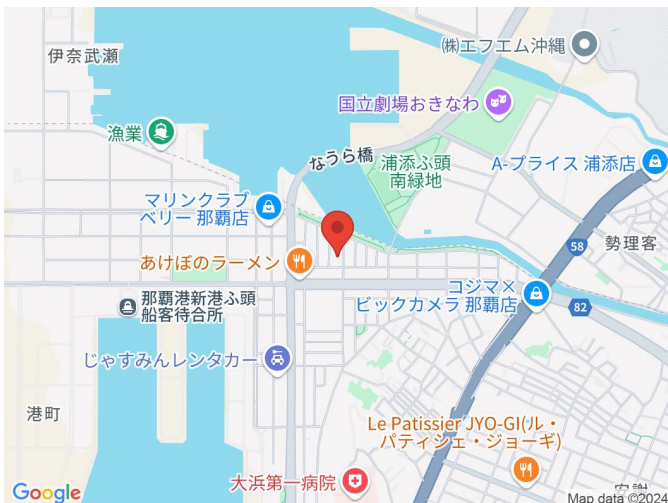 (株)エフエム沖縄
伊奈武瀬
国立劇場おきなわ
漁業
なうら橋
浦添ふ頭
南緑地
A-プライス 浦添店
マリンクラブ
ベリー 那覇店
58
勢理客
あけぼのラーメン
コジマ×
ビックカメラ 那覇店
82
那覇港新港ふ頭
船客待合所
じゃすみんレンタカー
港町
Le Patissier JYO-GI(ル・
パティシエ・ジョーギ)
大浜第一病院
安謝
Google
Map data ©2024